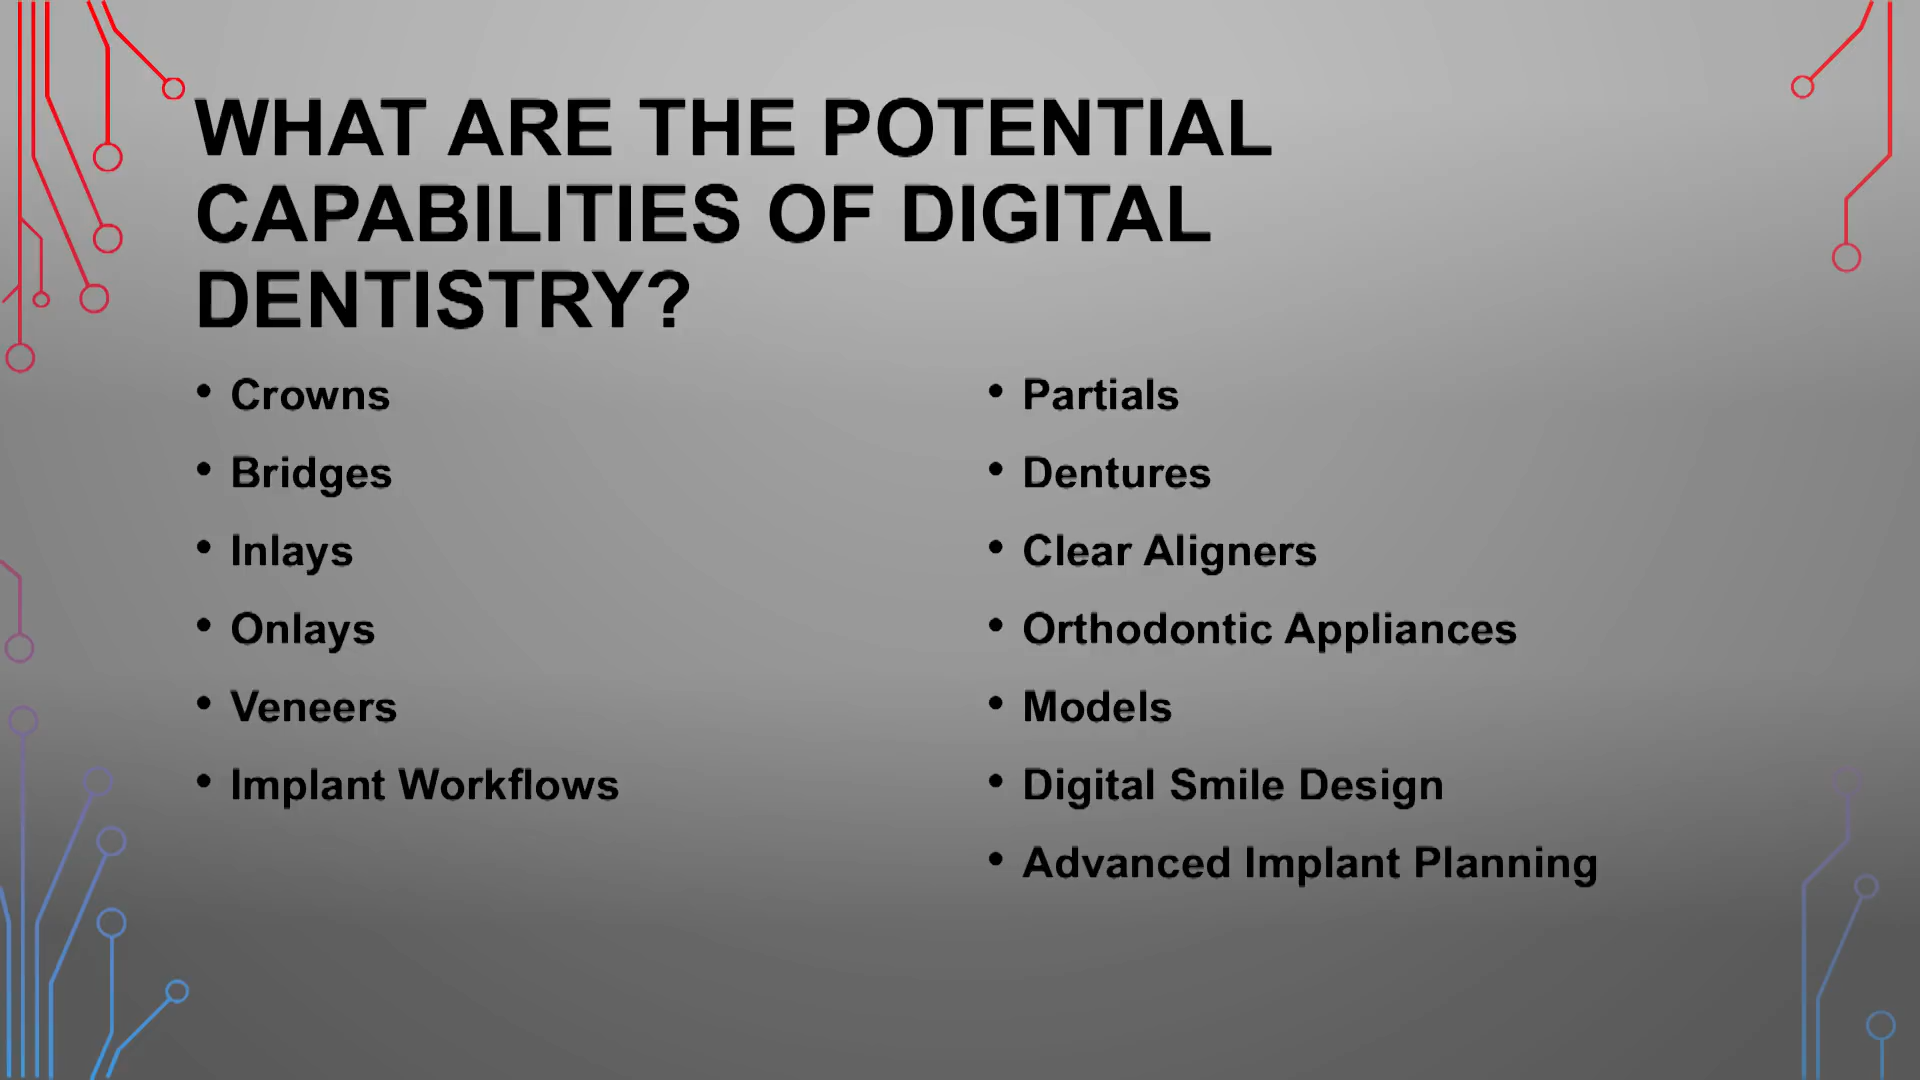 WHAT ARE THE POTENTIAL
CAPABILITIES OF DIGITAL
DENTISTRY?
• Crowns
• Bridges
• Inlays
• Onlays
• Veneers
• Implant Workflows
• Partials
• Dentures
• Clear Aligners
• Orthodontic Appliances
• Models
• Digital Smile Design
• Advanced Implant Planning